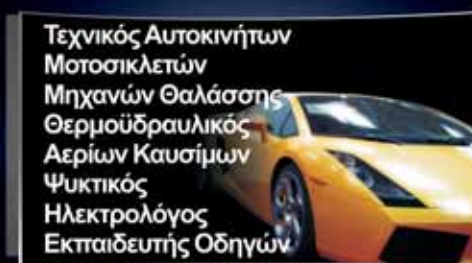 Τεχνικός Αυτοκινήτων
Μοτοσικλετών
Μηχανών Θαλάσσης
Θερμοϋδραυλικός
Αερίων Καυσίμων
Ψυκτικός
Ηλεκτρολόγος
Εκπαιδευτής Οδηγών